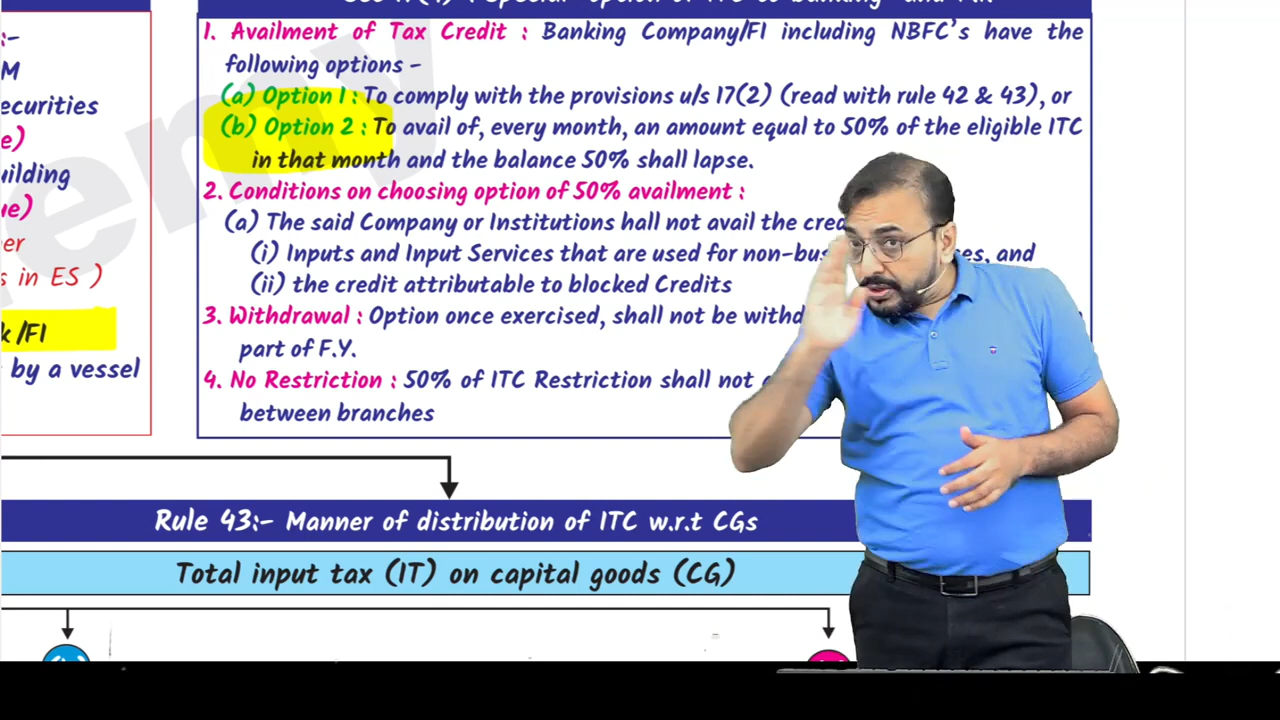 :-
M
ecurities
e)
uilding
ue)
er
s in ES )
k/FI
by a vessel
1. Availment of Tax Credit : Banking Company/FI including NBFC's have the
following options -
(a) Option 1 : To comply with the provisions u/s 17(2) (read with rule 42 & 43), or
(b) Option 2 : To avail of, every month, an amount equal to 50% of the eligible ITC
in that month and the balance 50% shall lapse.
2. Conditions on choosing option of 50% availment :
(a) The said Company or Institutions hall not avail the cre
(i) Inputs and Input Services that are used for non-bus es, and
(ii) the credit attributable to blocked Credits
3. Withdrawal : Option once exercised, shall not be withd
part of F.Y.
4. No Restriction : 50% of ITC Restriction shall not
between branches
Rule 43:- Manner of distribution of ITC w.r.t CGs
Total input tax (IT) on capital goods (CG)
emy